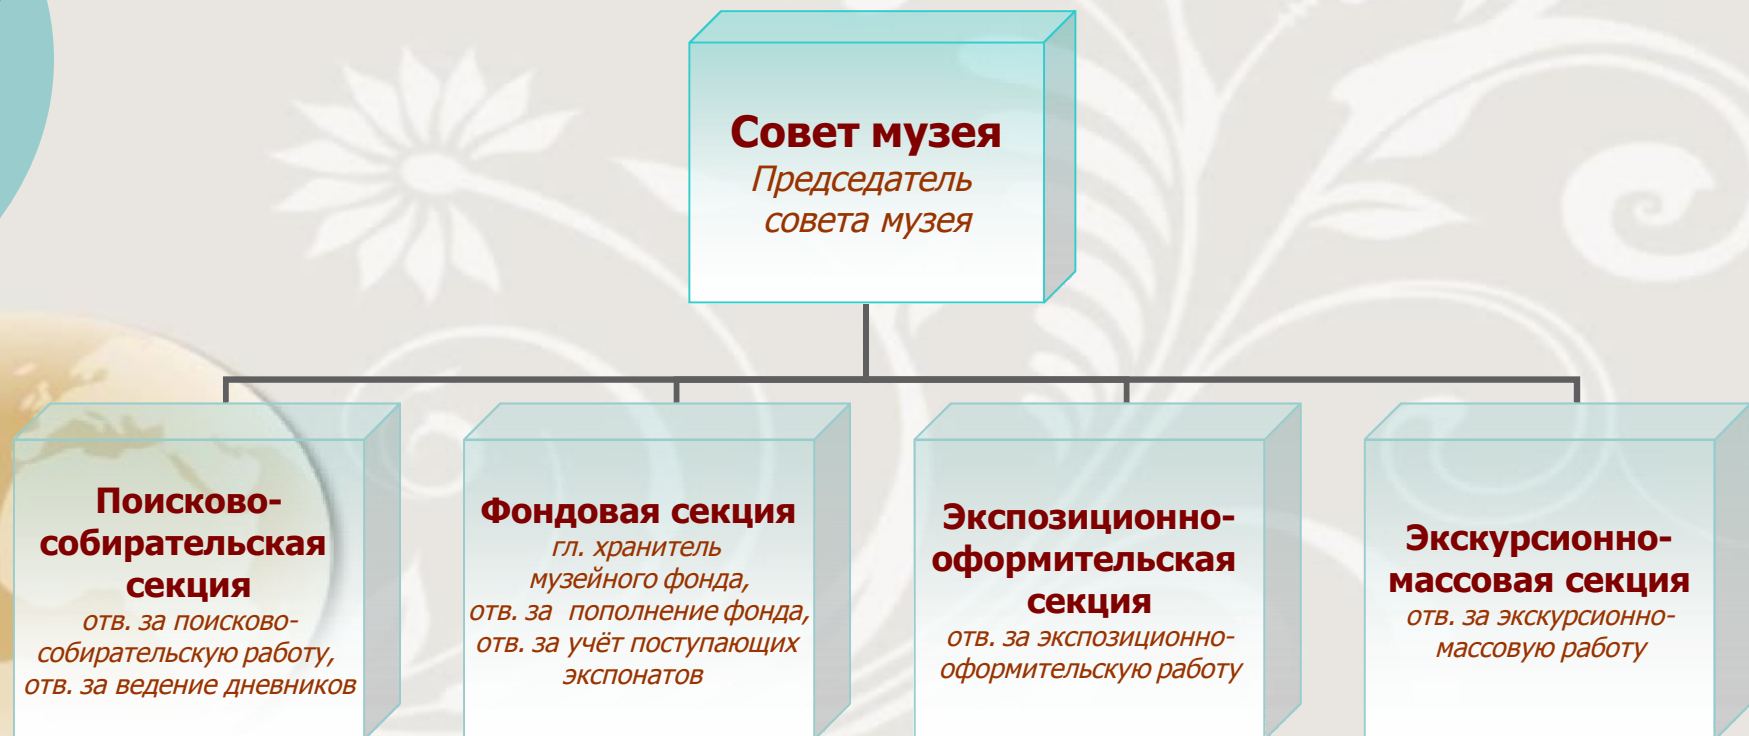 Совет музея
Председатель
совета музея
Поисково-
собирательская
секция
отв. за поисково-
собирательскую работу,
отв. за ведение дневников
Фондовая секция
гл. хранитель
музейного фонда,
отв. за пополнение фонда,
отв. за учёт поступающих
экспонатов
Экспозиционно-
оформительская
секция
отв. за экспозиционно-
оформительскую работу
Экскурсионно-
массовая секция
отв. за экскурсионно-
массовую работу